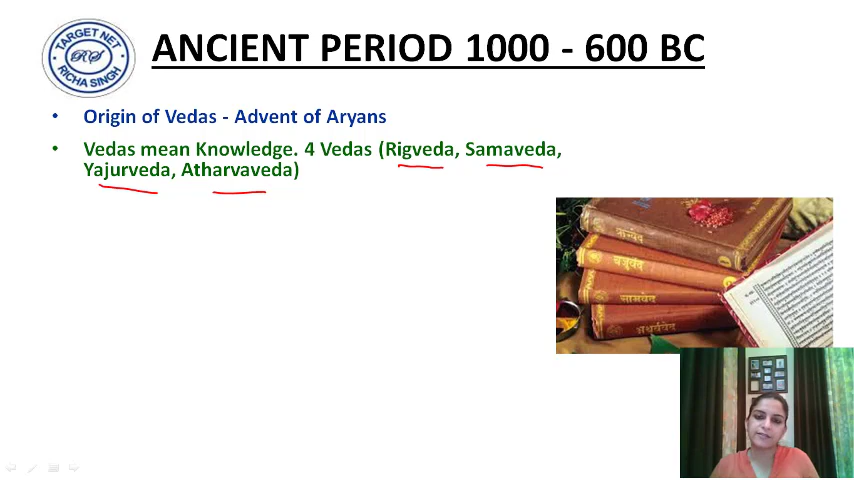 TARGET NET
RS
RICHA SINGH
ANCIENT PERIOD 1000 - 600 BC
• Origin of Vedas - Advent of Aryans
• Vedas mean Knowledge. 4 Vedas (Rigveda, Samaveda,
Yajurveda, Atharvaveda)
ऋग्वेद
यजुर्वेद
सामवेद
अथर्ववेद